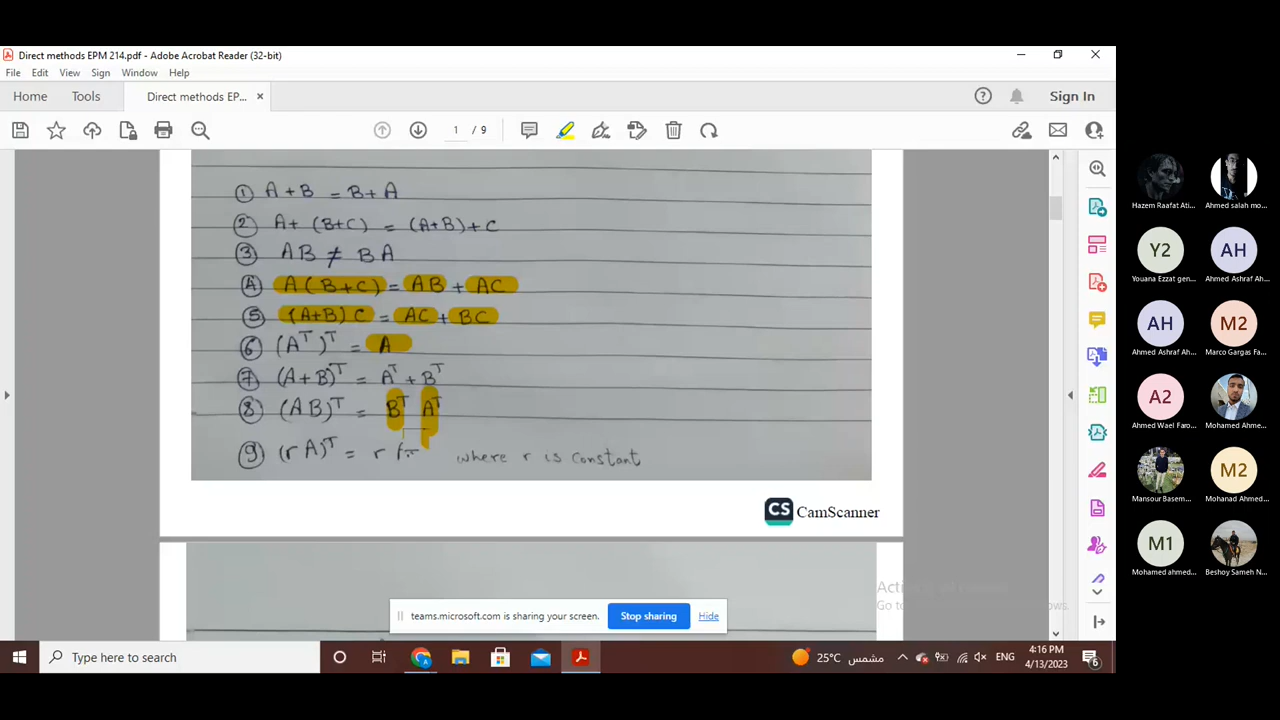 Direct methods EPM 214.pdf - Adobe Acrobat Reader (32-bit)
File Edit View Sign Window Help
Home Tools Direct methods EP... × Sign In
1 / 9
① A + B = B + A
② A + (B+C) = (A+B) + C
③ AB ≠ BA
④ A(B+C) = AB + AC
⑤ (A+B)C = AC + BC
⑥ (Aᵀ)ᵀ = A
⑦ (A+B)ᵀ = Aᵀ + Bᵀ
⑧ (AB)ᵀ = Bᵀ Aᵀ
⑨ (rA)ᵀ = r where r is constant
CS CamScanner
teams.microsoft.com is sharing your screen. Stop sharing Hide
Hazem Raafat Ati... Ahmed salah mo...
Y2 AH
Youana Ezzat gen... Ahmed Ashraf Ah...
AH M2
Ahmed Ashraf Ah... Marco Gargas Fa...
A2
Ahmed Wael Faro... Mohamed Ahme...
M2
Mansour Basem... Mohanad Ahmed...
M1
Mohamed ahmed... Beshoy Sameh N...
Type here to search
25°C مشمس ENG 4:16 PM
4/13/2023 6